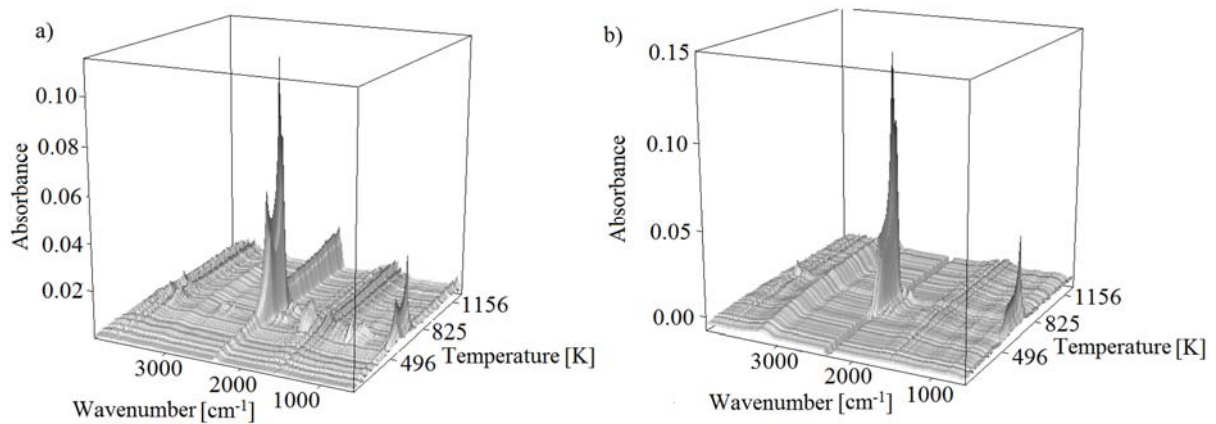 a)
0.10
0.08
0.06
0.04
0.02
Absorbance
3000
2000
1000
Wavenumber [cm⁻¹]
496
825
1156
Temperature [K]
b)
0.15
0.10
0.05
0.00
Absorbance
3000
2000
1000
Wavenumber [cm⁻¹]
496
825
1156
Temperature [K]